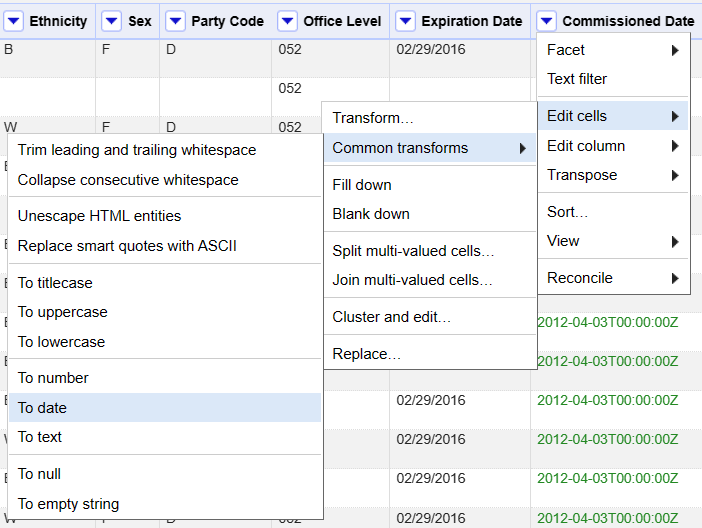 Ethnicity Sex Party Code Office Level Expiration Date Commissioned Date
B F D 052 02/29/2016
Facet
Text filter
Edit cells
Edit column
Transpose
Sort…
View
Reconcile
052
W F D 052
Transform…
Common transforms
Fill down
Blank down
Split multi-valued cells…
Join multi-valued cells…
Cluster and edit…
Replace…
Trim leading and trailing whitespace
Collapse consecutive whitespace
Unescape HTML entities
Replace smart quotes with ASCII
To titlecase
To uppercase
To lowercase
To number
To date
To text
To null
To empty string
2012-04-03T00:00:00Z
2012-04-03T00:00:00Z
02/29/2016 2012-04-03T00:00:00Z
02/29/2016 2012-04-03T00:00:00Z
02/29/2016 2012-04-03T00:00:00Z
W F D 052 02/29/2016 2012-04-03T00:00:00Z